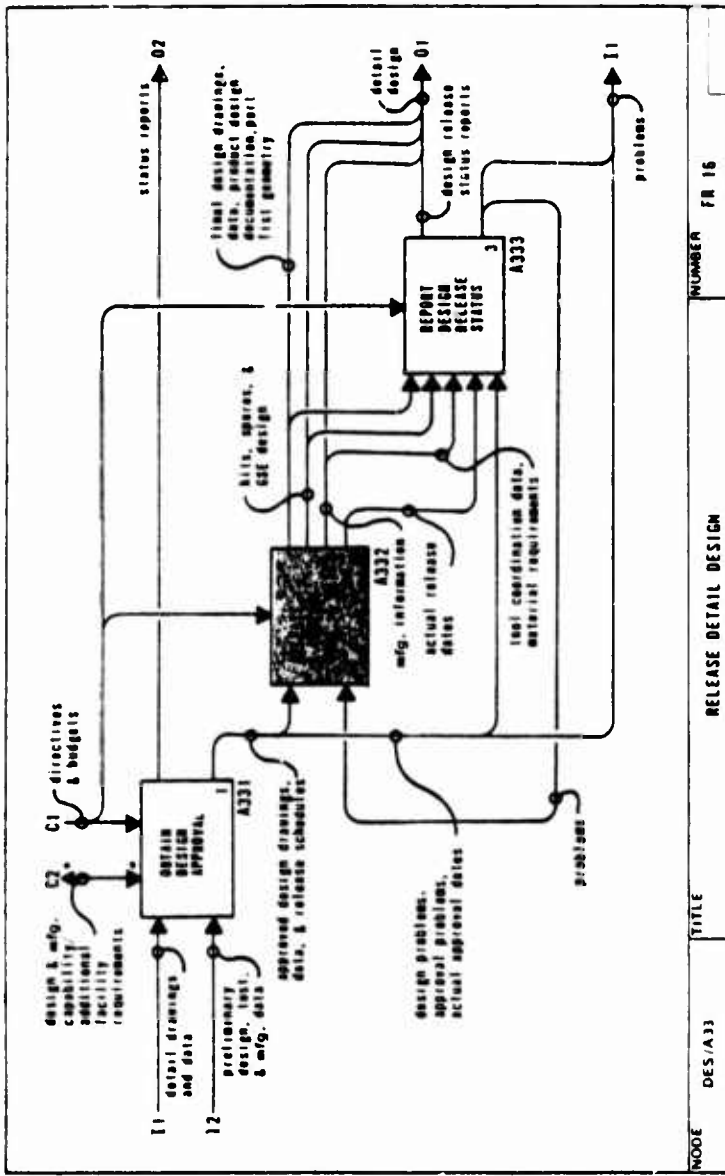 C2
C1
design & mfg.
capability/
additional
facility
requirements
directives
& budgets
I1
detail drawings
and data
I2
preliminary
design, test,
& mfg. data
OBTAIN
DESIGN
APPROVAL
1
A331
status reports
O2
approved design drawings,
data, & release schedules
design problems,
approval problems,
actual approval dates
A332
kits, spares, &
GSE design
mfg. information
actual release
dates
tool coordination data,
material requirements
problems
final design drawings,
data, product design
documentation, part
list geometry
REPORT
DESIGN
RELEASE
STATUS
3
A333
detail
design
O1
design release
status reports
I1
problems
NODE
DES/A33
TITLE
RELEASE DETAIL DESIGN
NUMBER
FR 16